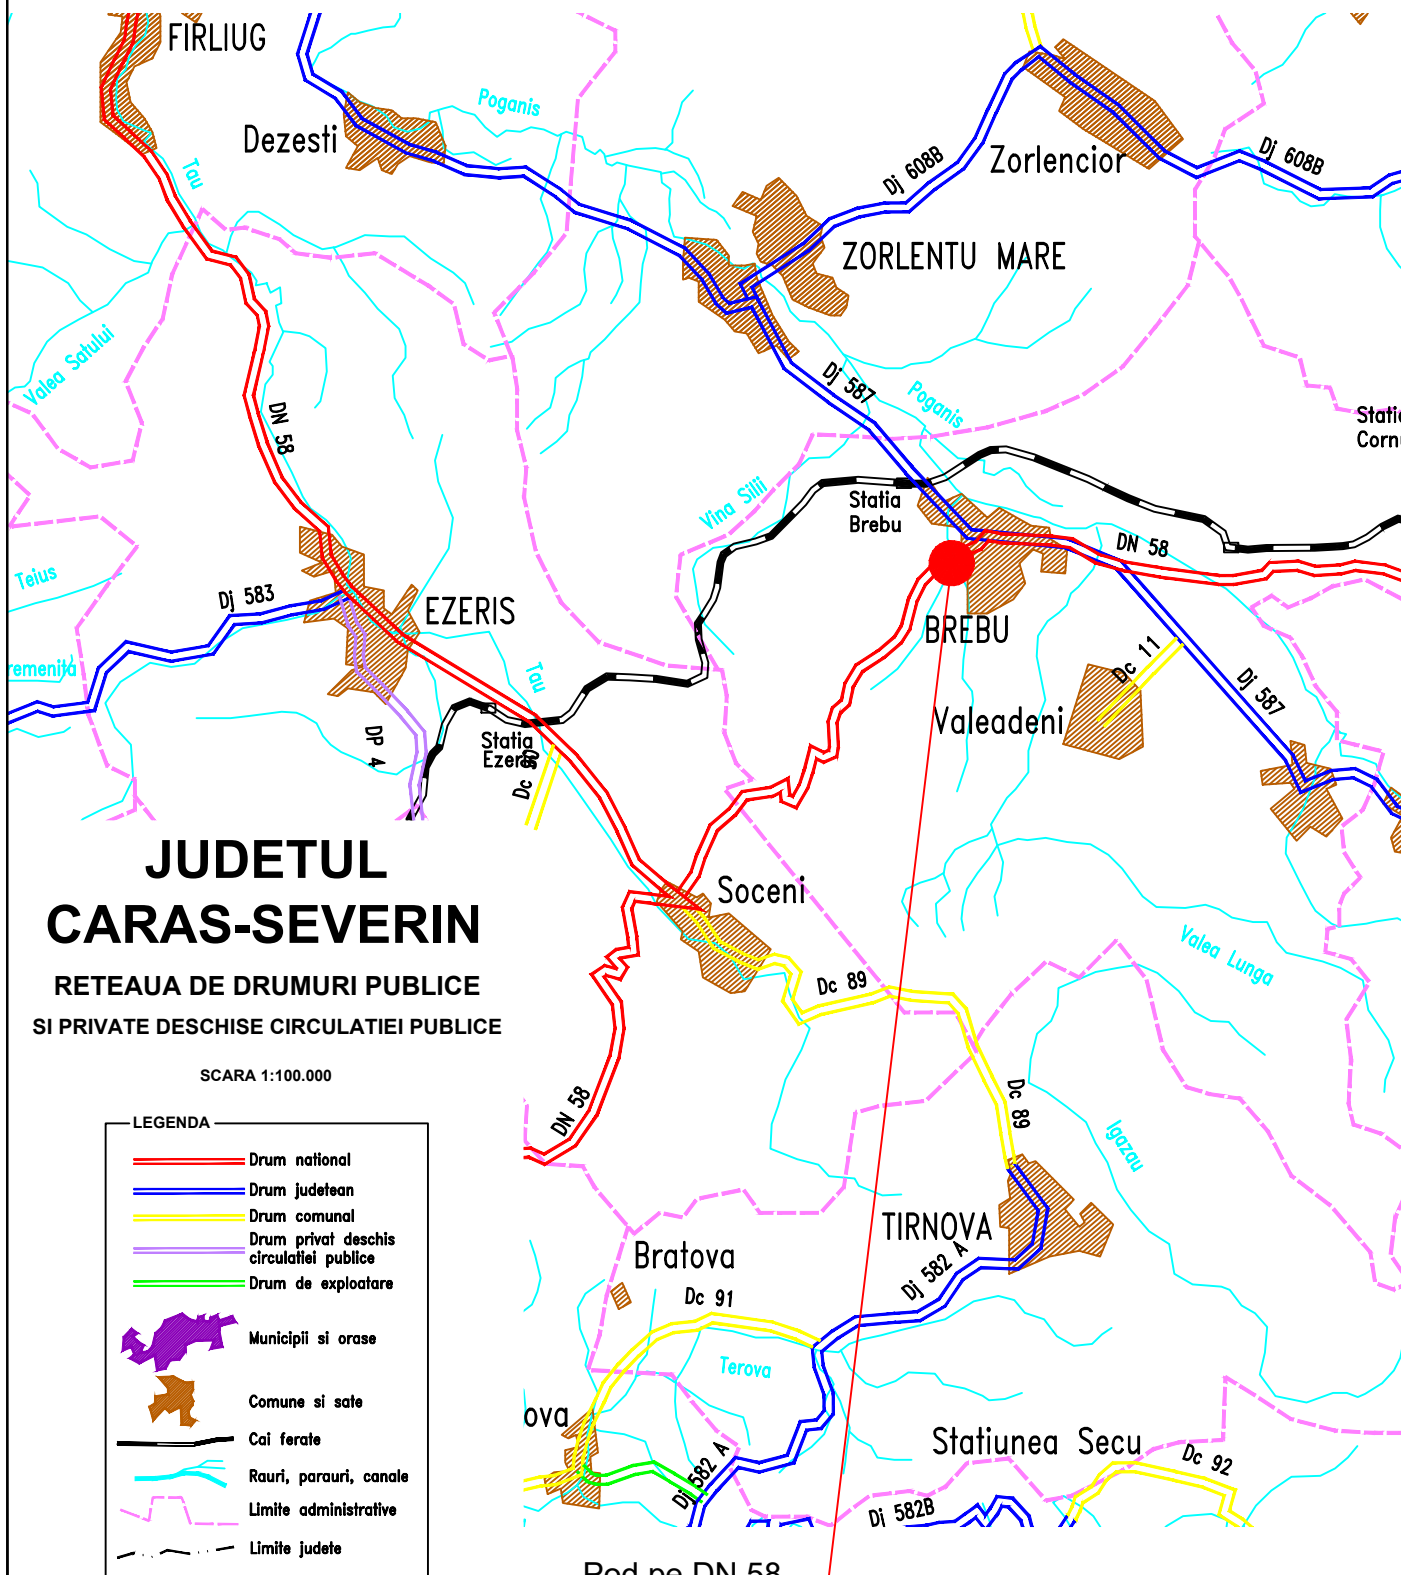 FIRLIUG
Poganis
Dezesti
Dj 608B
Zorlencior
Dj 608B
Tau
ZORLENTU MARE
Valea Satului
Dj 587
DN 58
Poganis
Statia
Vina Silii
Statia
Brebu
DN 58
Teius
Dj 583
EZERIS
BREBU
Dc 11
Tau
Dj 587
Valeadeni
DP 4
Statia
Ezeris
Dc 90
JUDETUL
CARAS-SEVERIN
RETEAUA DE DRUMURI PUBLICE
SI PRIVATE DESCHISE CIRCULATIEI PUBLICE
SCARA 1:100.000
Soceni
Valea Lunga
Dc 89
DN 58
Dc 89
Igazau
LEGENDA
Drum national
Drum judetean
Drum comunal
Drum privat deschis
circulatiei publice
Drum de exploatare
Municipii si orase
Comune si sate
Cai ferate
Rauri, parauri, canale
Limite administrative
Limite judete
TIRNOVA
Bratova
Dj 582 A
Dc 91
Terova
ova
Statiunea Secu
Dc 92
Dj 582 A
Dj 582B
Pod pe DN 58